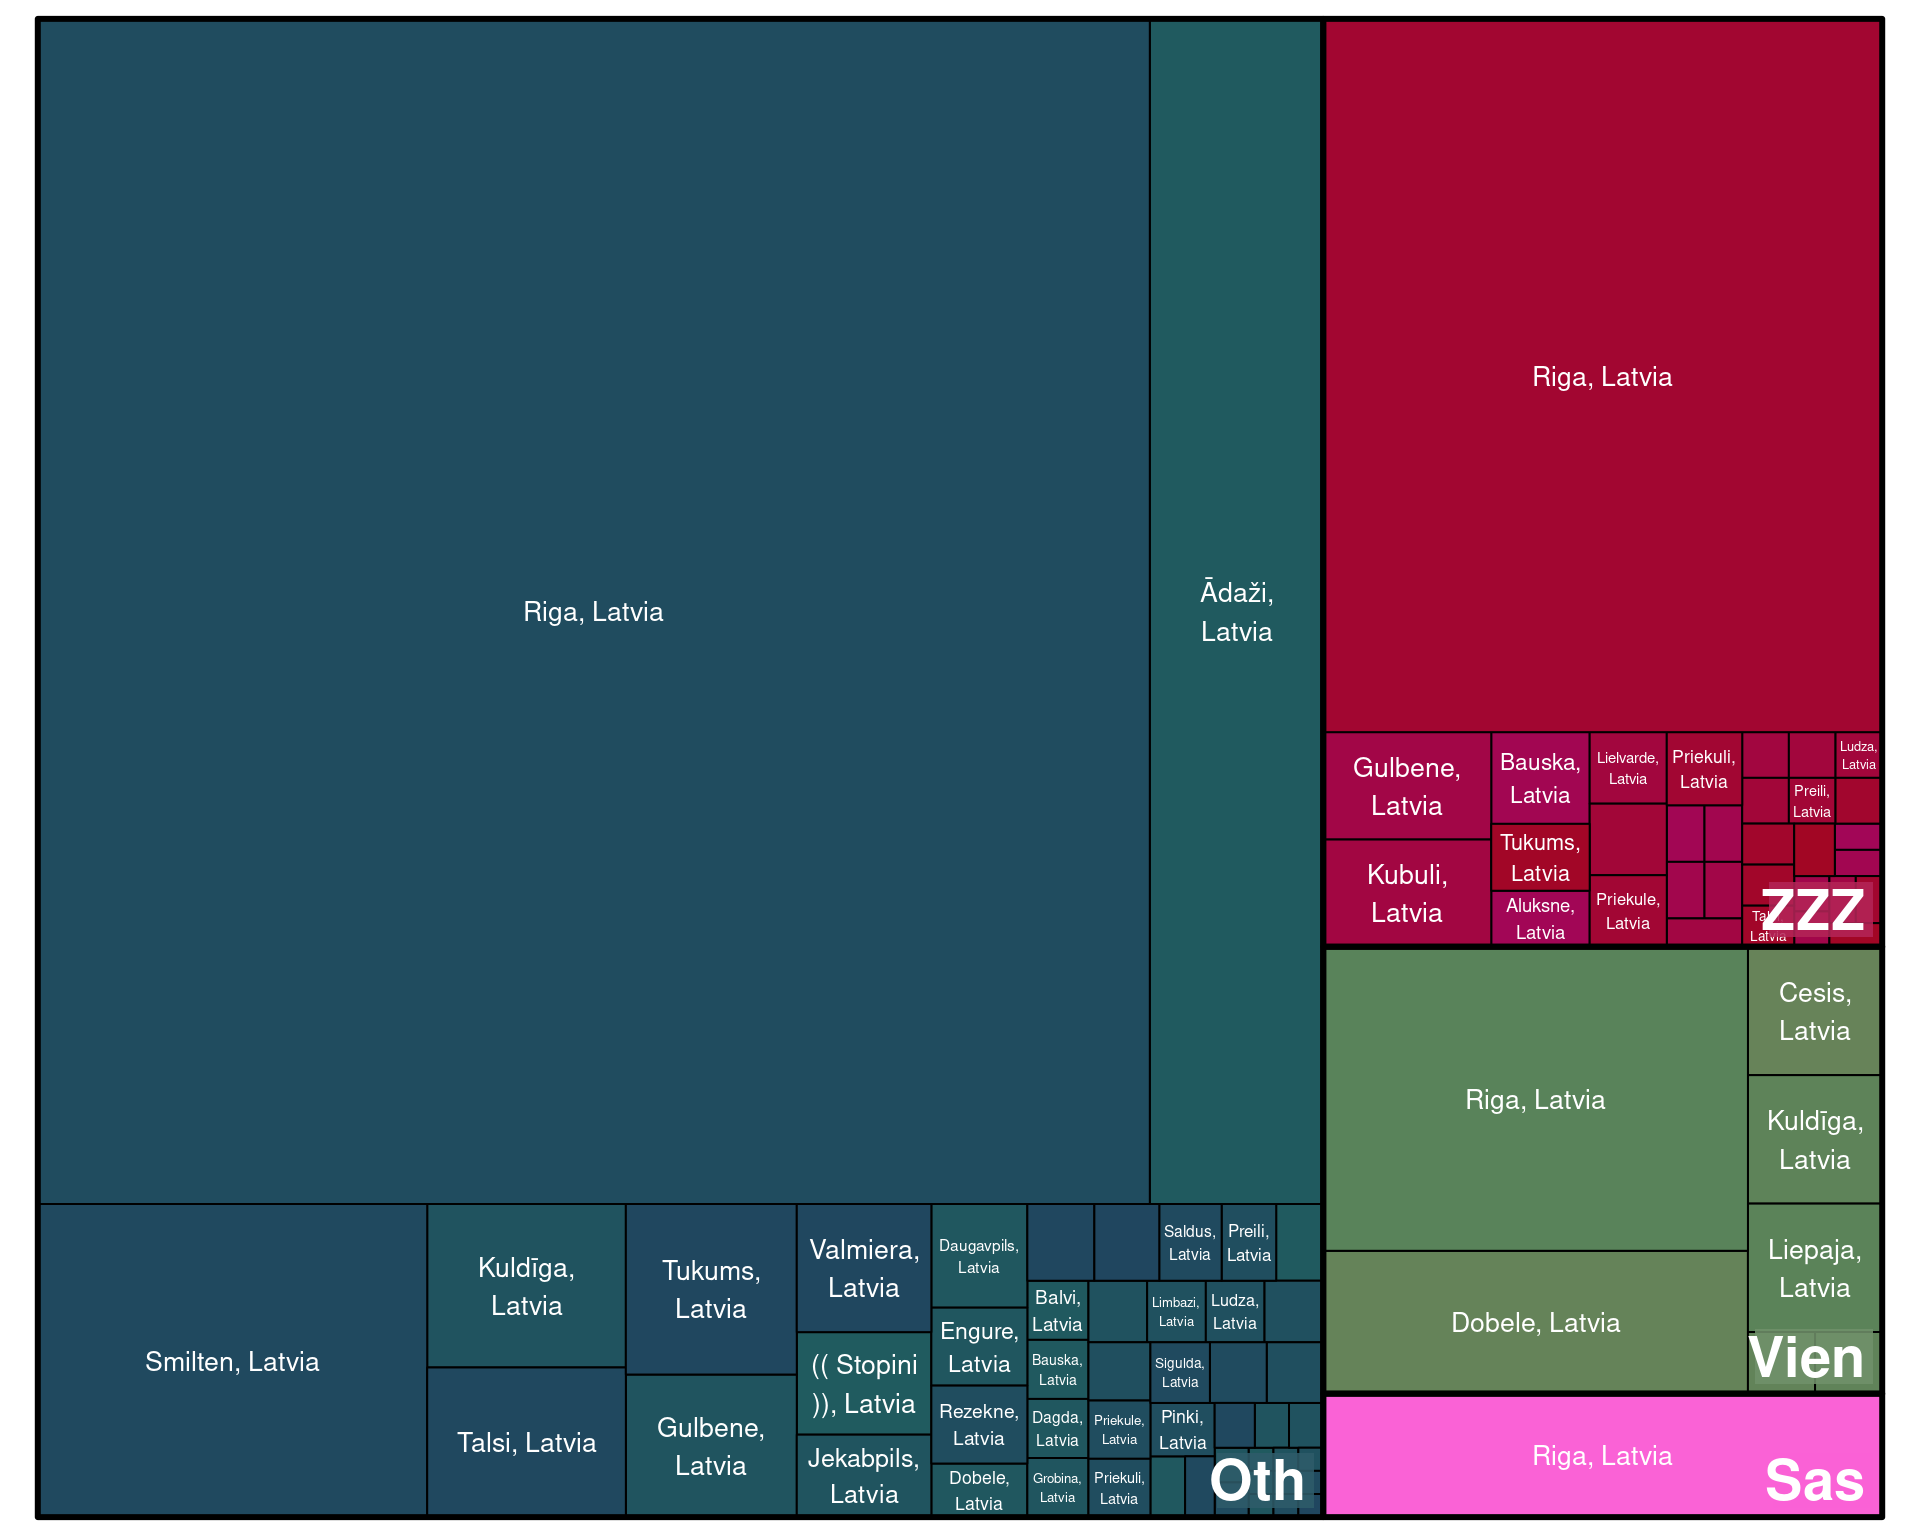 Riga, Latvia
Ādaži,
Latvia
Smilten, Latvia
Kuldīga,
Latvia
Talsi, Latvia
Tukums,
Latvia
Gulbene,
Latvia
Valmiera,
Latvia
(( Stopini
)), Latvia
Jekabpils,
Latvia
Daugavpils,
Latvia
Engure,
Latvia
Rezekne,
Latvia
Dobele,
Latvia
Saldus,
Latvia
Preili,
Latvia
Balvi,
Latvia
Limbazi,
Latvia
Ludza,
Latvia
Bauska,
Latvia
Sigulda,
Latvia
Dagda,
Latvia
Priekule,
Latvia
Pinki,
Latvia
Grobina,
Latvia
Priekuli,
Latvia
Oth
Riga, Latvia
Gulbene,
Latvia
Kubuli,
Latvia
Bauska,
Latvia
Tukums,
Latvia
Aluksne,
Latvia
Lielvarde,
Latvia
Priekule,
Latvia
Priekuli,
Latvia
Ludza,
Latvia
Preili,
Latvia
Latvia
ZZZ
Riga, Latvia
Dobele, Latvia
Cesis,
Latvia
Kuldīga,
Latvia
Liepaja,
Latvia
Vien
Riga, Latvia
Sas